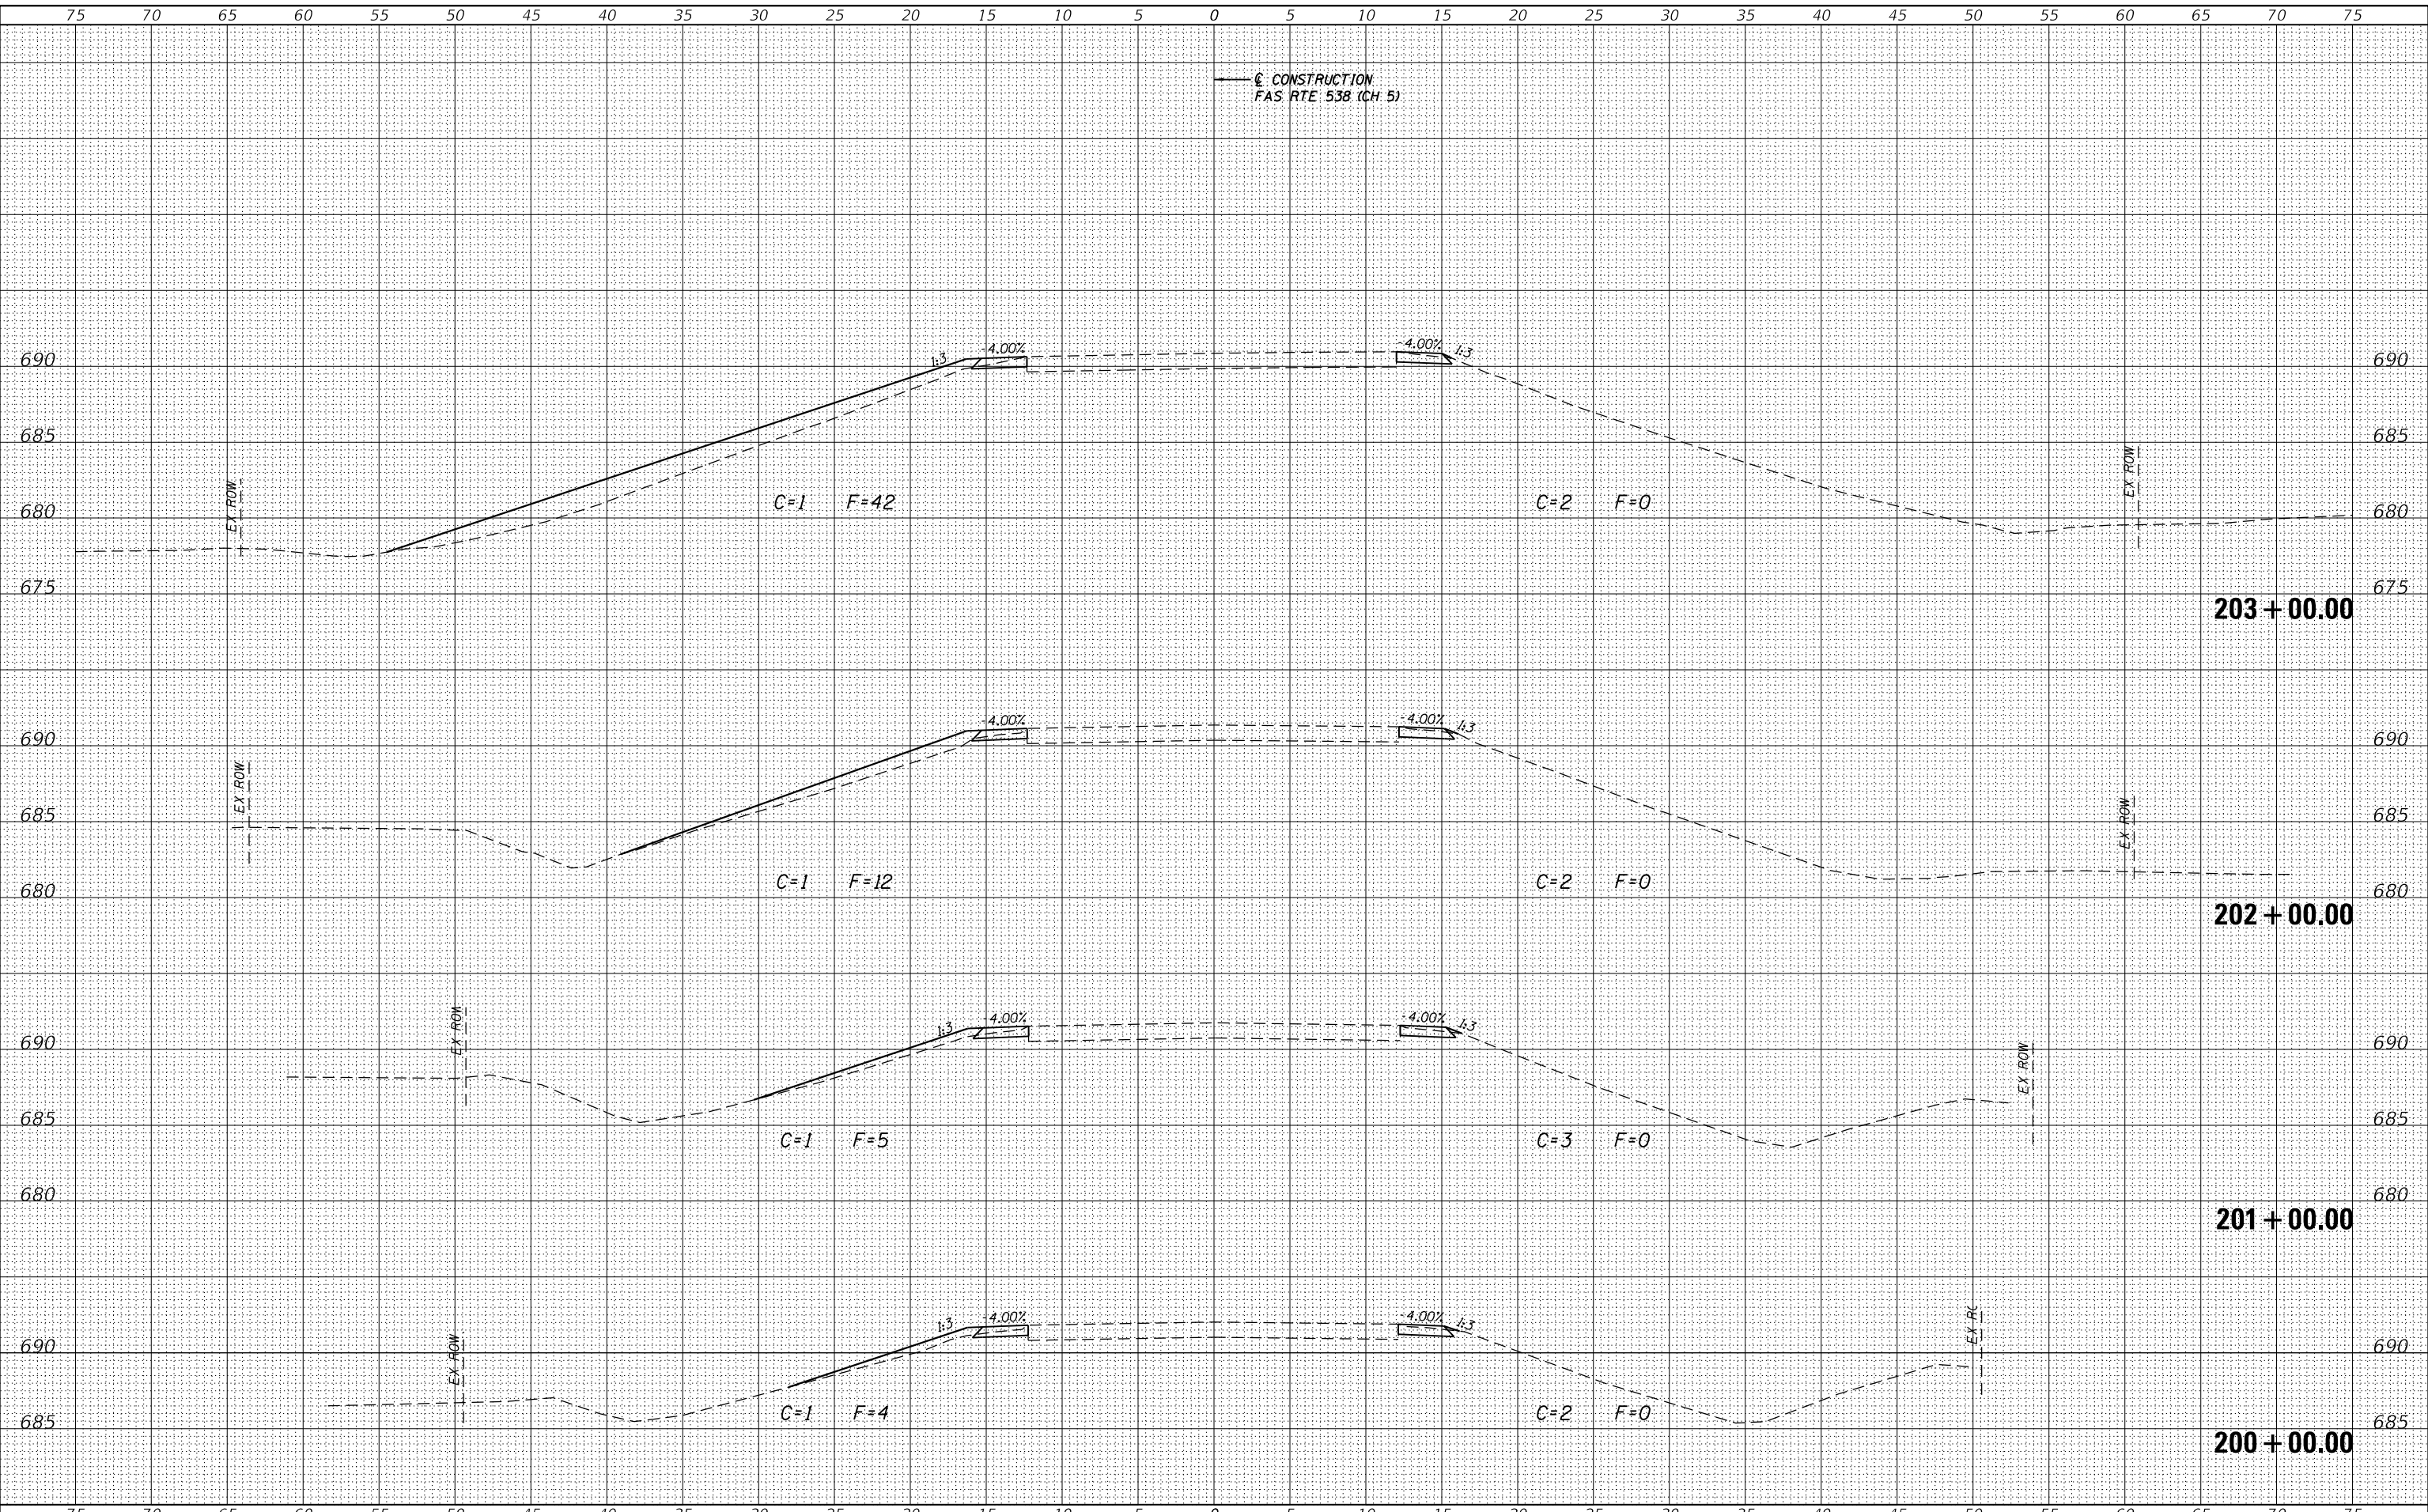 75 70 65 60 55 50 45 40 35 30 25 20 15 10 5 0 5 10 15 20 25 30 35 40 45 50 55 60 65 70 75
℄ CONSTRUCTION
FAS RTE 538 (CH 5)
690 1:3 -4.00% -4.00% 1:3 690
685 685
EX ROW EX ROW
C=1 F=42 C=2 F=0
680 680
675 675
203+00.00
-4.00% -4.00% 1:3
690 690
EX ROW EX ROW
685 685
C=1 F=12 C=2 F=0
680 680
202+00.00
1:3 -4.00% -4.00% 1:3
EX ROW EX ROW
690 690
685 685
C=1 F=5 C=3 F=0
680 680
201+00.00
1:3 -4.00% -4.00% 1:3
EX ROW EX RO
690 690
C=1 F=4 C=2 F=0
685 685
200+00.00
75 70 65 60 55 50 45 40 35 30 25 20 15 10 5 0 5 10 15 20 25 30 35 40 45 50 55 60 65 70 75